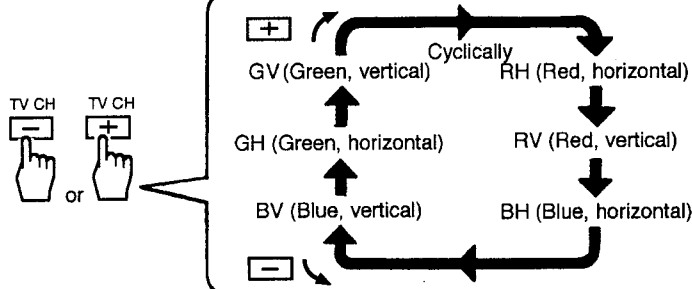 +
Cyclically
GV (Green, vertical) RH (Red, horizontal)
TV CH TV CH
- +
GH (Green, horizontal) RV (Red, vertical)
or
BV (Blue, vertical) BH (Blue, horizontal)
-